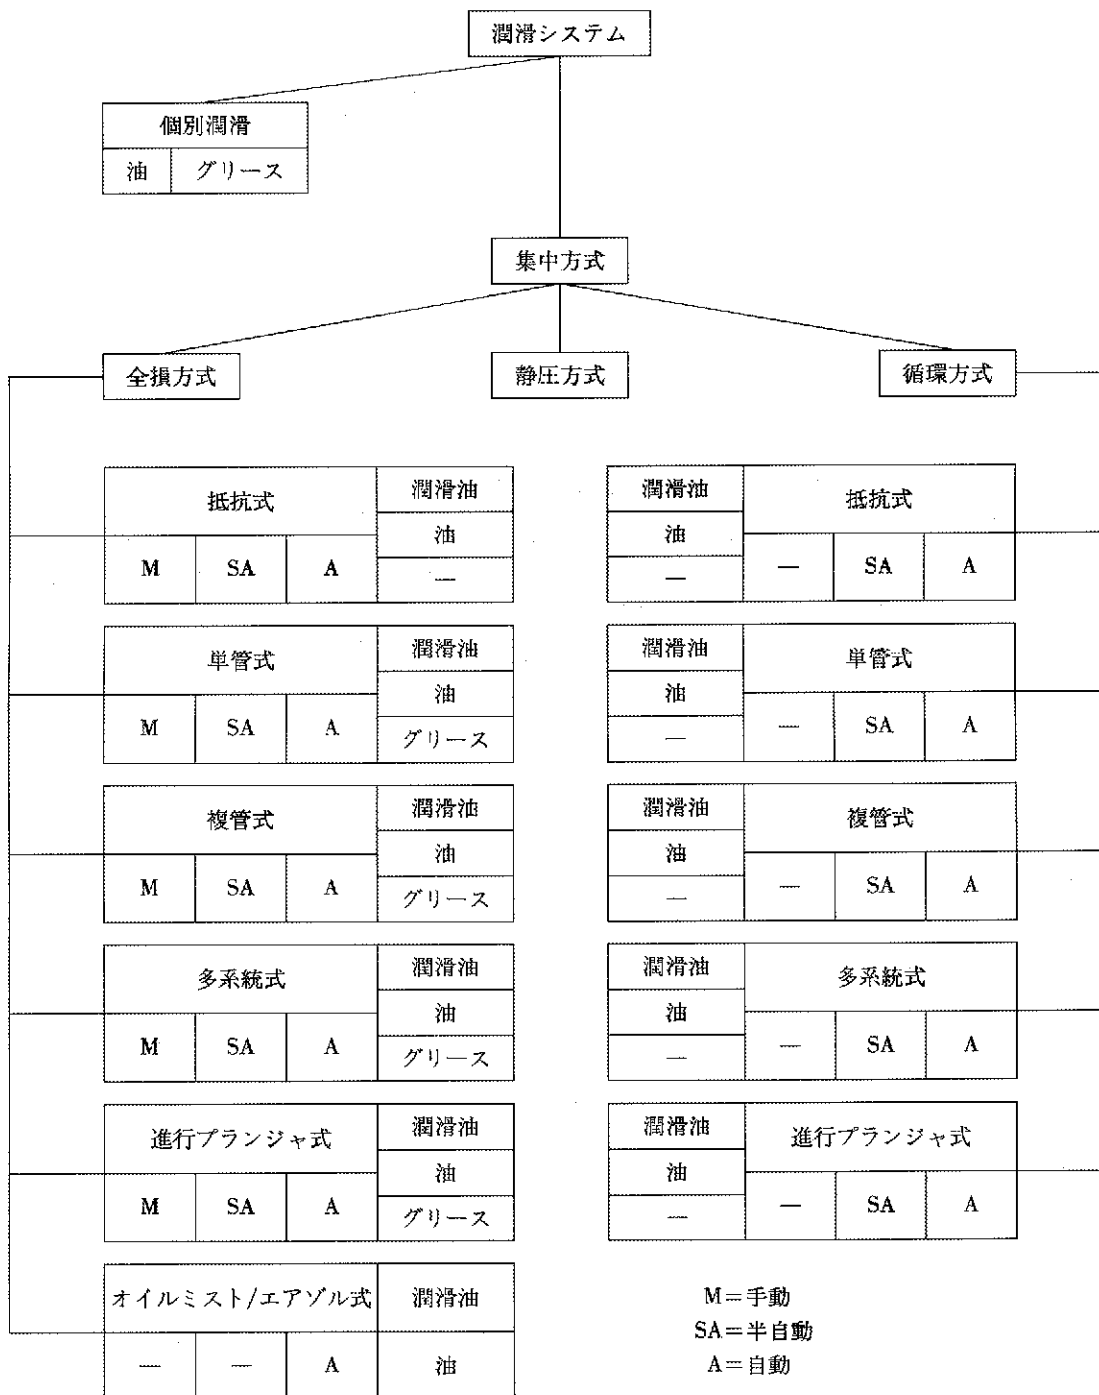 潤滑システム
個別潤滑
油 グリース
集中方式
全損方式 静圧方式 循環方式
抵抗式 潤滑油
油
M SA A —
潤滑油 抵抗式
油
— — SA A
単管式 潤滑油
油
M SA A グリース
潤滑油 単管式
油
— — SA A
複管式 潤滑油
油
M SA A グリース
潤滑油 複管式
油
— — SA A
多系統式 潤滑油
油
M SA A グリース
潤滑油 多系統式
油
— — SA A
進行プランジャ式 潤滑油
油
M SA A グリース
潤滑油 進行プランジャ式
油
— — SA A
オイルミスト/エアゾル式 潤滑油
— — A 油
M=手動
SA=半自動
A=自動